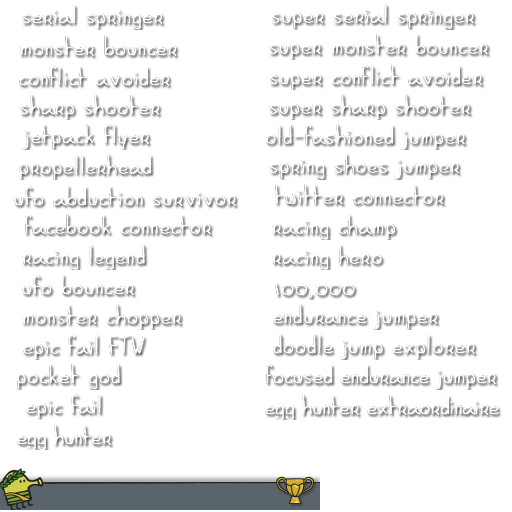 serial springer
monster bouncer
conflict avoider
sharp shooter
jetpack flyer
propellerhead
ufo abduction survivor
facebook connector
racing legend
ufo bouncer
monster chopper
epic fail FTW
pocket god
epic fail
egg hunter
super serial springer
super monster bouncer
super conflict avoider
super sharp shooter
old-fashioned jumper
spring shoes jumper
twitter connector
racing champ
racing hero
100,000
endurance jumper
doodle jump explorer
focused endurance jumper
egg hunter extraordinaire